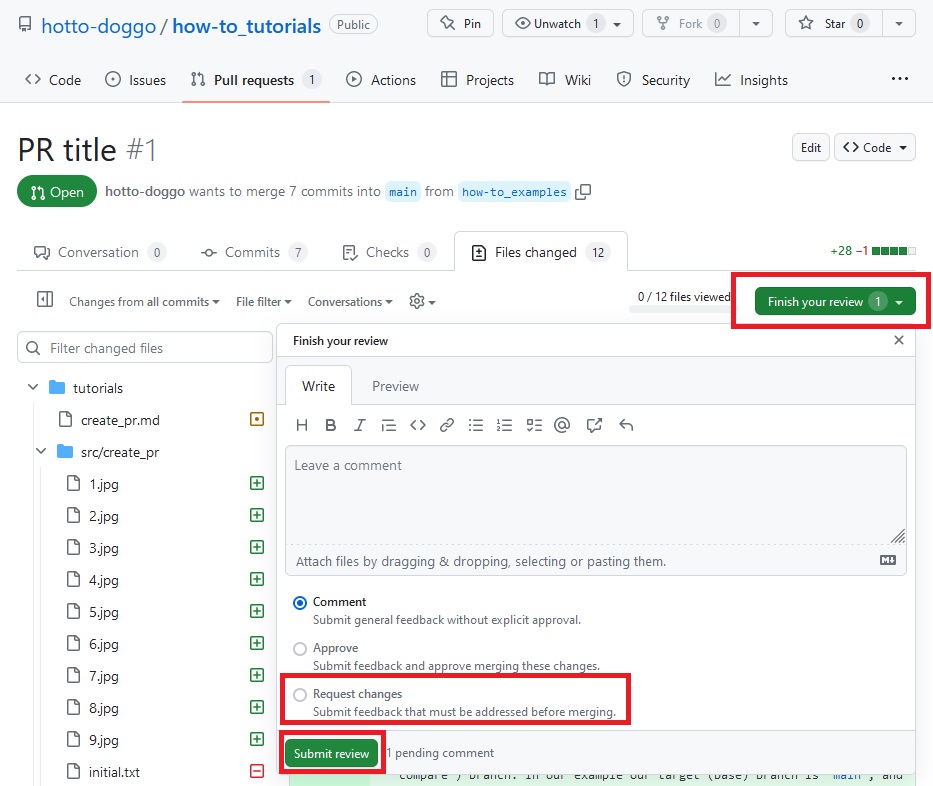 hotto-doggo / how-to_tutorials Public Pin Unwatch 1 Fork 0 Star 0
Code Issues Pull requests 1 Actions Projects Wiki Security Insights ...
PR title #1 Edit Code
Open hotto-doggo wants to merge 7 commits into main from how-to_examples
Conversation 0 Commits 7 Checks 0 Files changed 12 +28 −1
Changes from all commits File filter Conversations 0 / 12 files viewed Finish your review 1
Filter changed files
Finish your review
Write Preview
tutorials
create_pr.md
src/create_pr
1.jpg
2.jpg
3.jpg
4.jpg
5.jpg
6.jpg
7.jpg
8.jpg
9.jpg
initial.txt
H B I @
Leave a comment
Attach files by dragging & dropping, selecting or pasting them.
Comment
Submit general feedback without explicit approval.
Approve
Submit feedback and approve merging these changes.
Request changes
Submit feedback that must be addressed before merging.
Submit review 1 pending comment
compare ) branch. In our example our target (base) branch is `main`, and